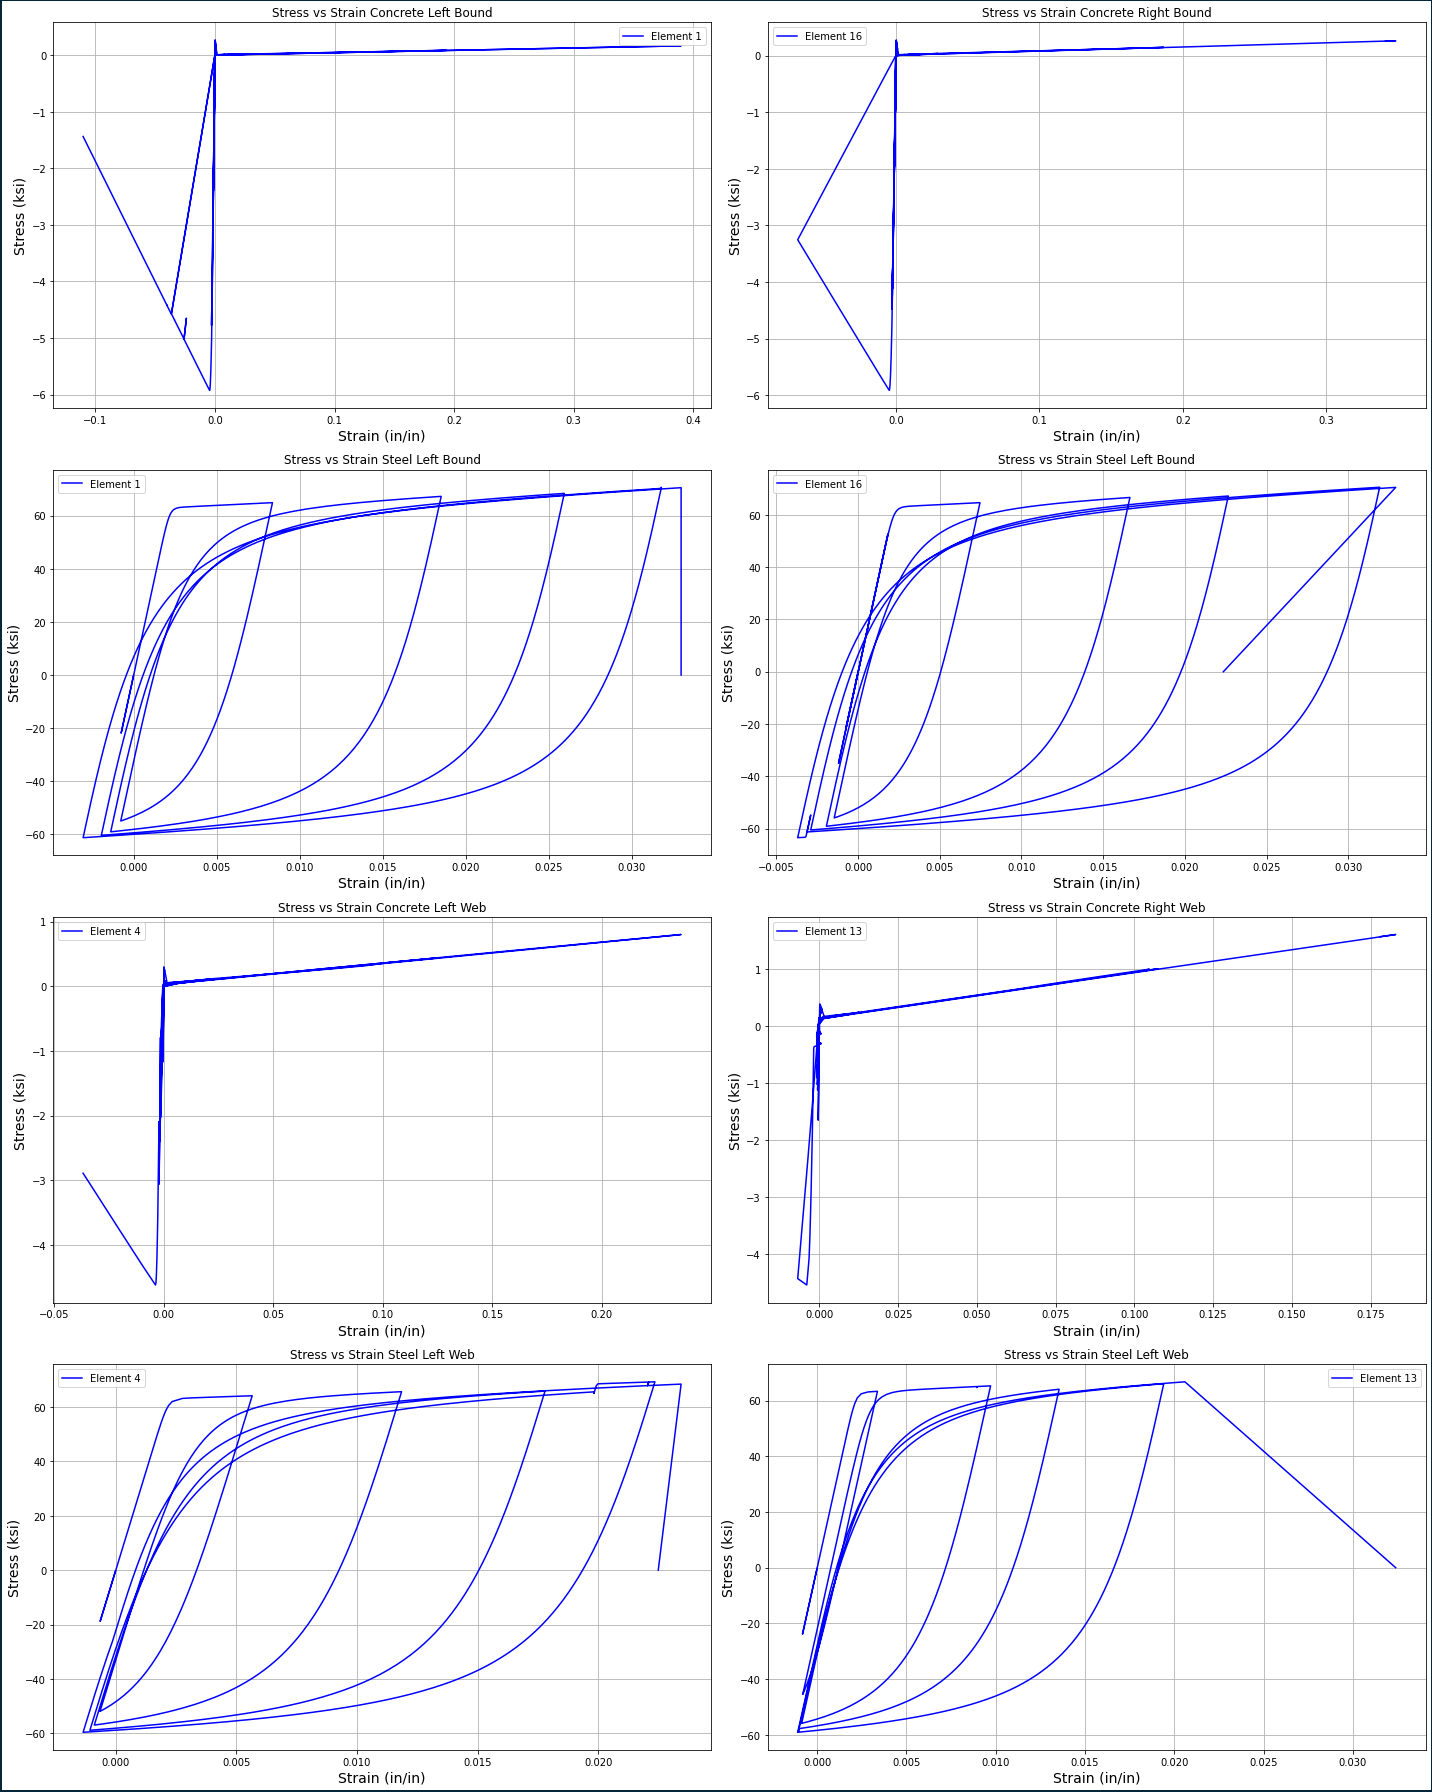 Stress vs Strain Concrete Left Bound
Element 1
0
−1
−2
−3
−4
−5
−6
Stress (ksi)
−0.1 0.0 0.1 0.2 0.3 0.4
Strain (in/in)
Stress vs Strain Concrete Right Bound
Element 16
0
−1
−2
−3
−4
−5
−6
Stress (ksi)
0.0 0.1 0.2 0.3
Strain (in/in)
Stress vs Strain Steel Left Bound
Element 1
60
40
20
0
−20
−40
−60
Stress (ksi)
0.000 0.005 0.010 0.015 0.020 0.025 0.030
Strain (in/in)
Stress vs Strain Steel Left Bound
Element 16
60
40
20
0
−20
−40
−60
Stress (ksi)
−0.005 0.000 0.005 0.010 0.015 0.020 0.025 0.030
Strain (in/in)
Stress vs Strain Concrete Left Web
Element 4
1
0
−1
−2
−3
−4
Stress (ksi)
−0.05 0.00 0.05 0.10 0.15 0.20
Strain (in/in)
Stress vs Strain Concrete Right Web
Element 13
1
0
−1
−2
−3
−4
Stress (ksi)
0.000 0.025 0.050 0.075 0.100 0.125 0.150 0.175
Strain (in/in)
Stress vs Strain Steel Left Web
Element 4
60
40
20
0
−20
−40
−60
Stress (ksi)
0.000 0.005 0.010 0.015 0.020
Strain (in/in)
Stress vs Strain Steel Left Web
Element 13
60
40
20
0
−20
−40
−60
Stress (ksi)
0.000 0.005 0.010 0.015 0.020 0.025 0.030
Strain (in/in)